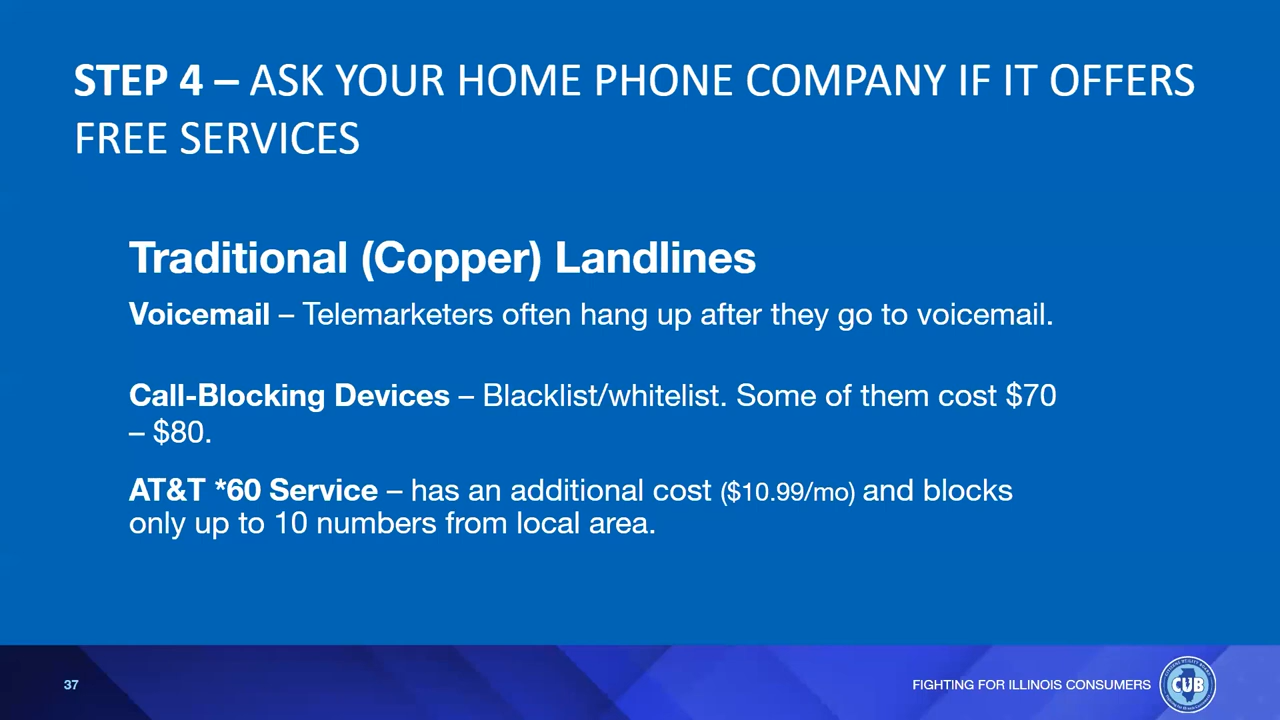 STEP 4 – ASK YOUR HOME PHONE COMPANY IF IT OFFERS
FREE SERVICES
Traditional (Copper) Landlines
Voicemail – Telemarketers often hang up after they go to voicemail.
Call-Blocking Devices – Blacklist/whitelist. Some of them cost $70
– $80.
AT&T *60 Service – has an additional cost ($10.99/mo) and blocks
only up to 10 numbers from local area.
37
FIGHTING FOR ILLINOIS CONSUMERS
CUB